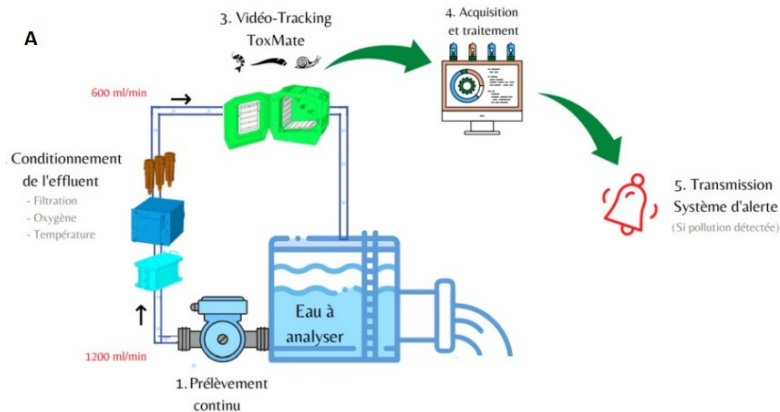 A
3. Vidéo-Tracking
ToxMate
4. Acquisition
et traitement
600 ml/min
Conditionnement
de l'effluent
- Filtration
- Oxygène
- Température
5. Transmission
Système d'alerte
(Si pollution détectée)
Eau à
analyser
1200 ml/min
1. Prélèvement
continu